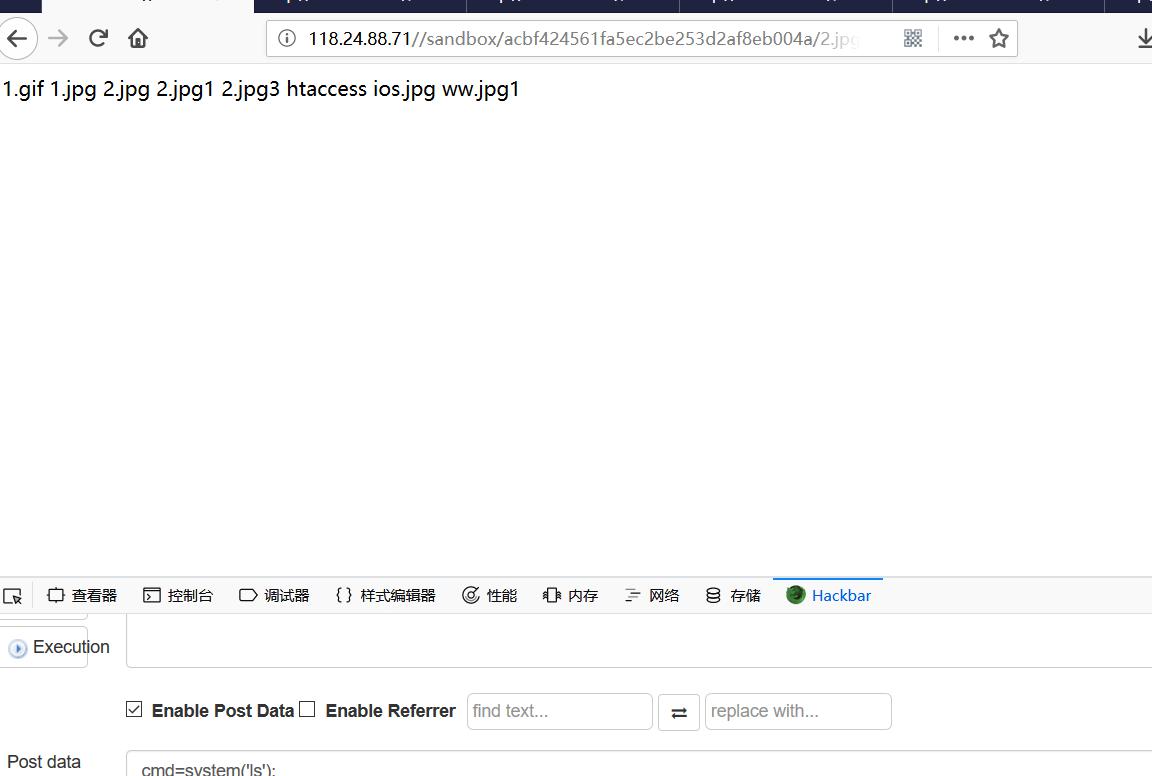 118.24.88.71//sandbox/acbf424561fa5ec2be253d2af8eb004a/2.jpg
1.gif 1.jpg 2.jpg 2.jpg1 2.jpg3 htaccess ios.jpg ww.jpg1
查看器 控制台 调试器 {} 样式编辑器 性能 内存 网络 存储 Hackbar
Execution
Enable Post Data Enable Referrer find text... replace with...
Post data
cmd=system('ls');